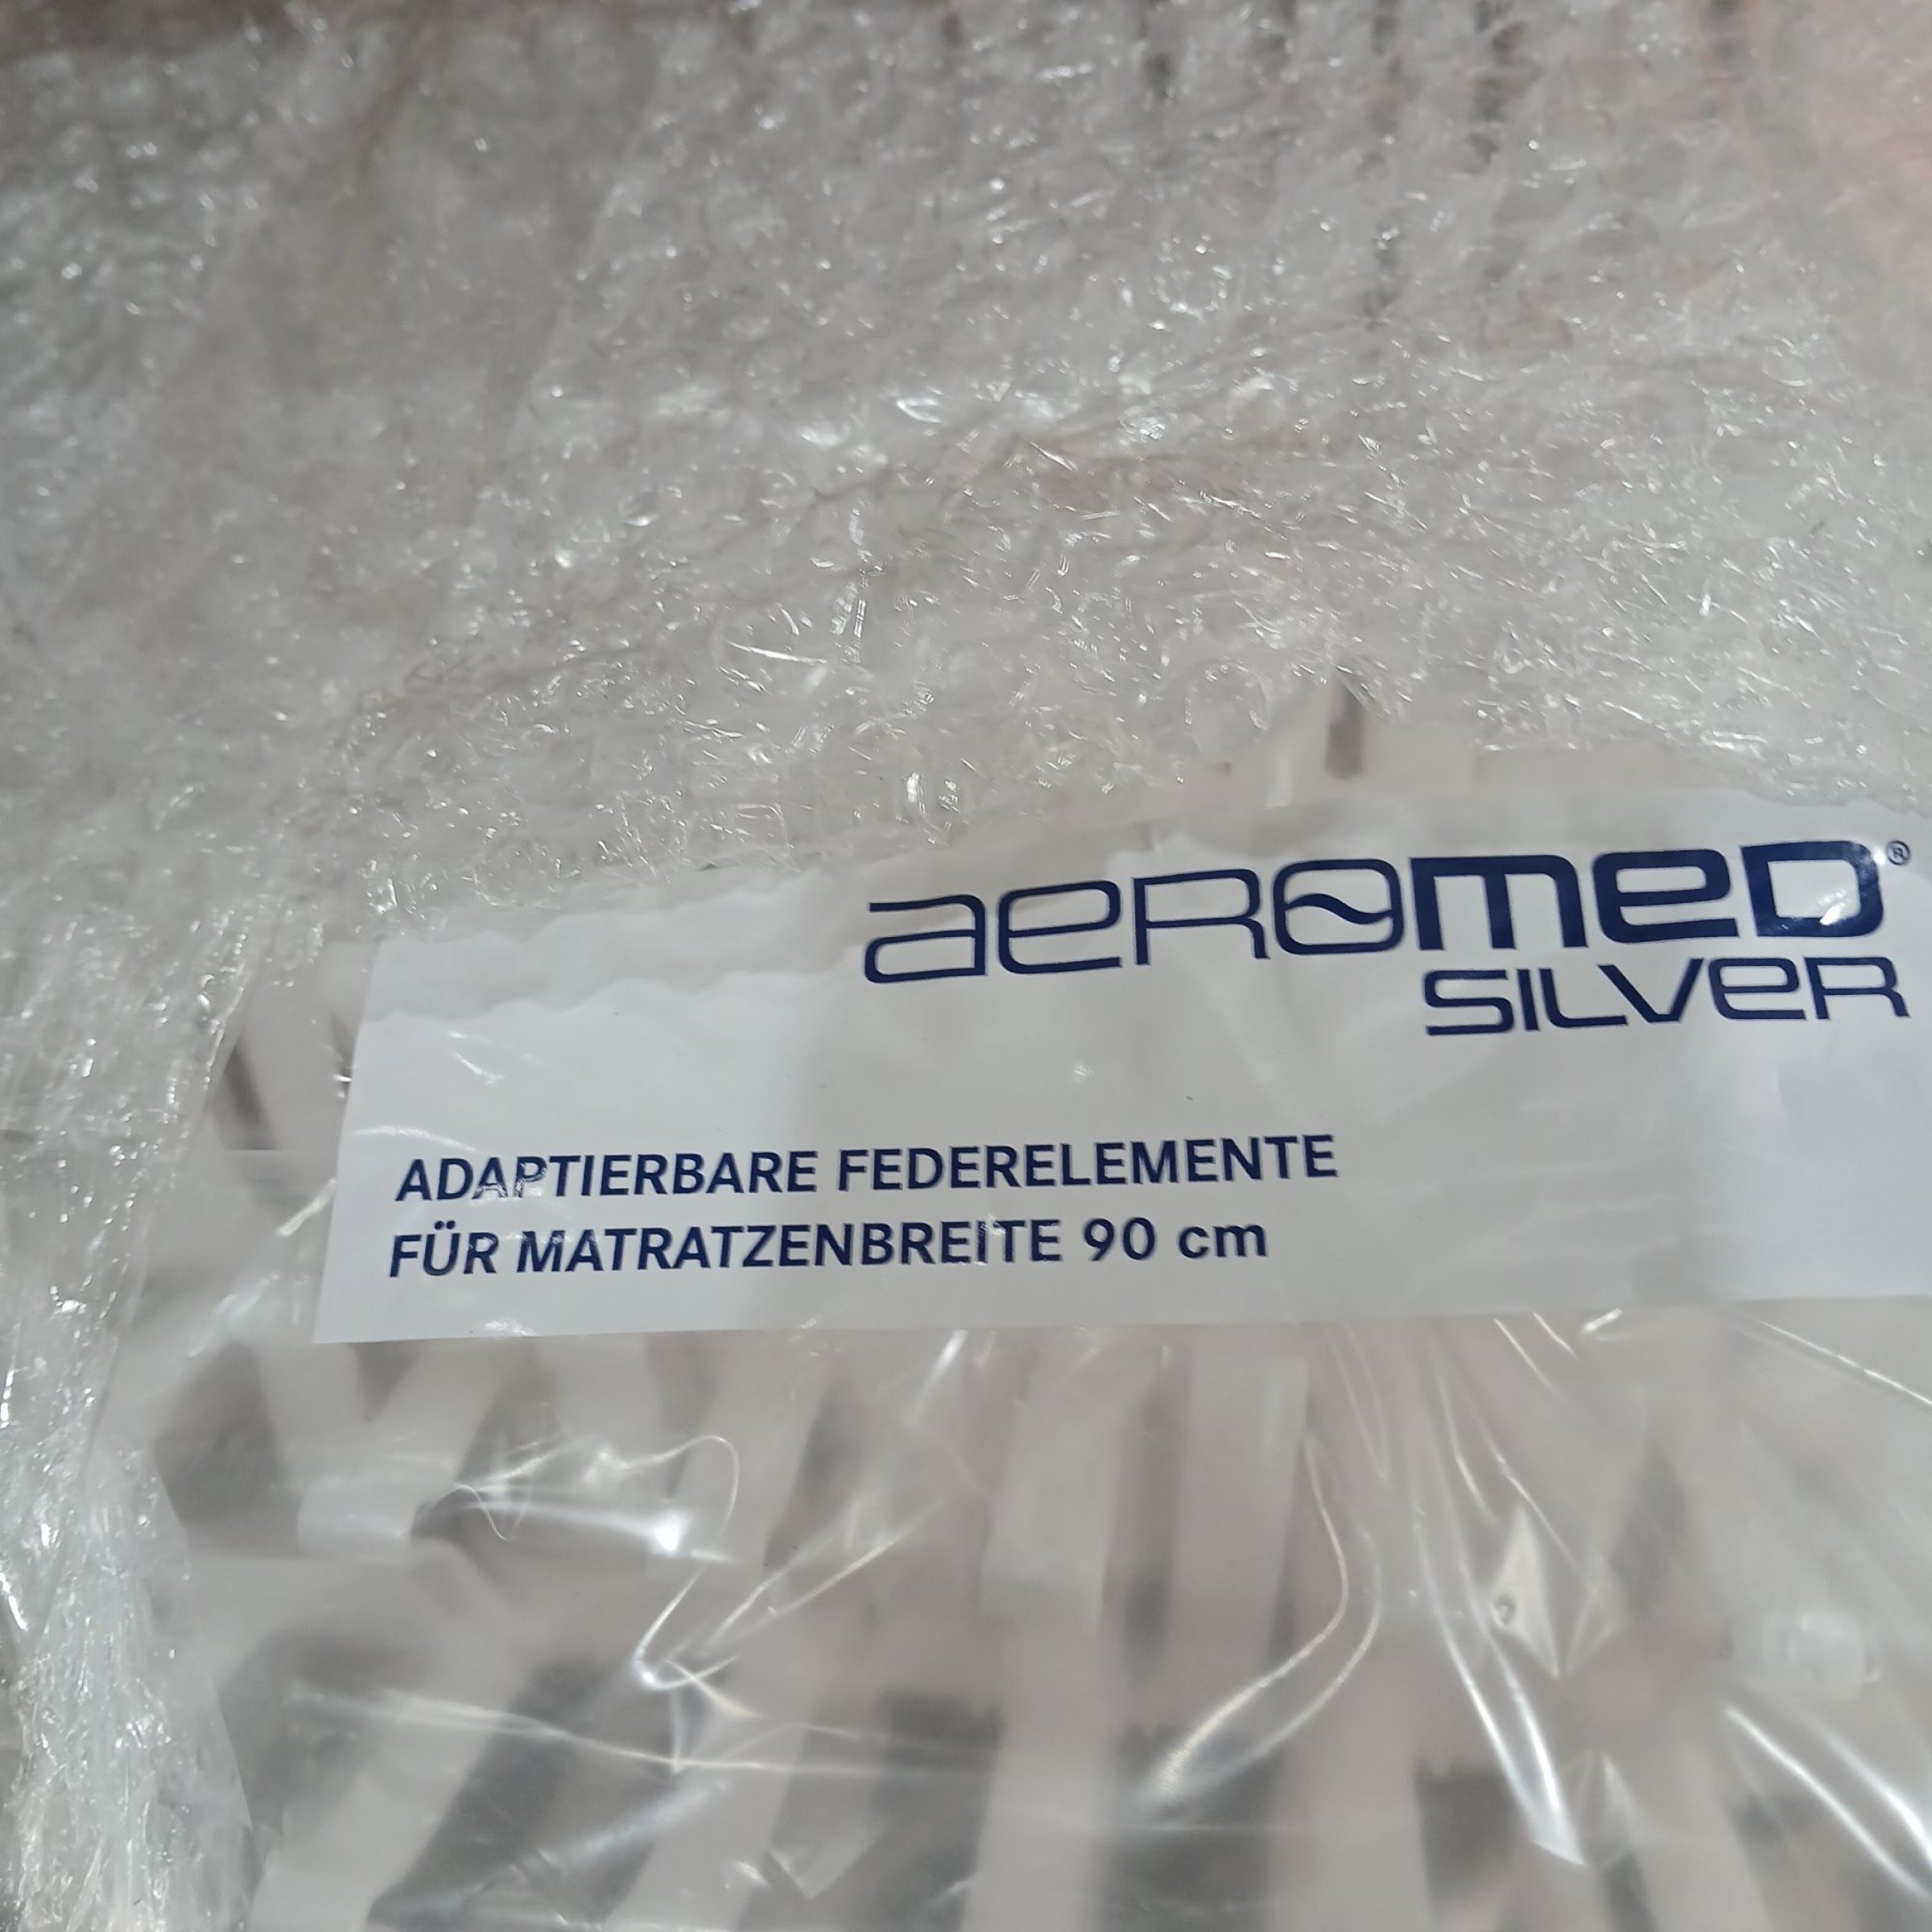 aeromed®
SILVER
ADAPTIERBARE FEDERELEMENTE
FÜR MATRATZENBREITE 90 cm